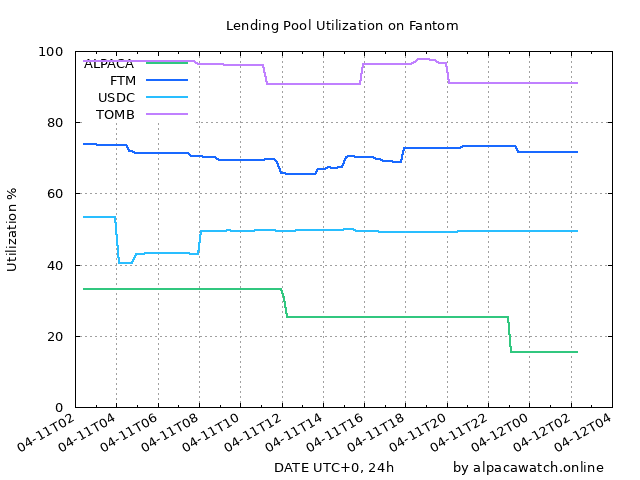 Lending Pool Utilization on Fantom
Utilization %
100
80
60
40
20
0
ALPACA
FTM
USDC
TOMB
04-11T02
04-11T04
04-11T06
04-11T08
04-11T10
04-11T12
04-11T14
04-11T16
04-11T18
04-11T20
04-11T22
04-12T00
04-12T02
04-12T04
DATE UTC+0, 24h
by alpacawatch.online